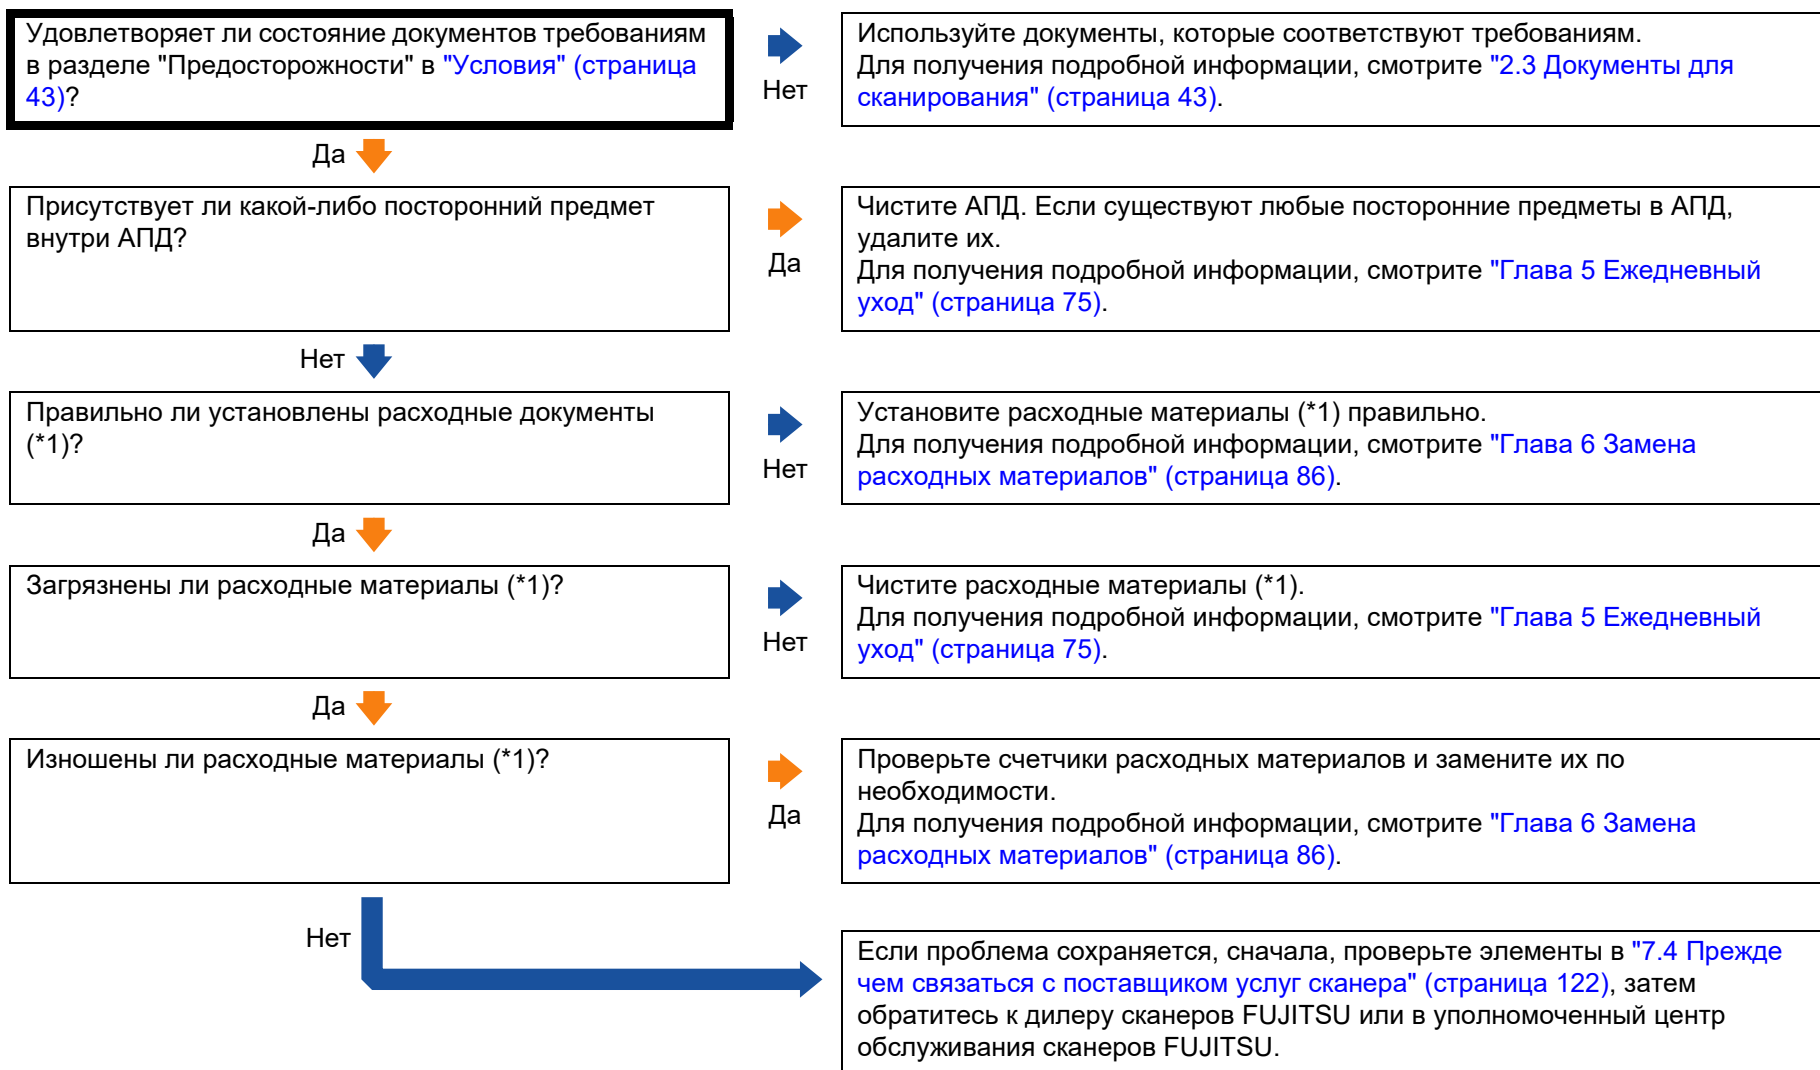 Удовлетворяет ли состояние документов требованиям
в разделе "Предосторожности" в "Условия" (страница
43)?
Нет
Используйте документы, которые соответствуют требованиям.
Для получения подробной информации, смотрите "2.3 Документы для
сканирования" (страница 43).
Да
Присутствует ли какой-либо посторонний предмет
внутри АПД?
Да
Чистите АПД. Если существуют любые посторонние предметы в АПД,
удалите их.
Для получения подробной информации, смотрите "Глава 5 Ежедневный
уход" (страница 75).
Нет
Правильно ли установлены расходные документы
(*1)?
Нет
Установите расходные материалы (*1) правильно.
Для получения подробной информации, смотрите "Глава 6 Замена
расходных материалов" (страница 86).
Да
Загрязнены ли расходные материалы (*1)?
Нет
Чистите расходные материалы (*1).
Для получения подробной информации, смотрите "Глава 5 Ежедневный
уход" (страница 75).
Да
Изношены ли расходные материалы (*1)?
Да
Проверьте счетчики расходных материалов и замените их по
необходимости.
Для получения подробной информации, смотрите "Глава 6 Замена
расходных материалов" (страница 86).
Нет
Если проблема сохраняется, сначала, проверьте элементы в "7.4 Прежде
чем связаться с поставщиком услуг сканера" (страница 122), затем
обратитесь к дилеру сканеров FUJITSU или в уполномоченный центр
обслуживания сканеров FUJITSU.